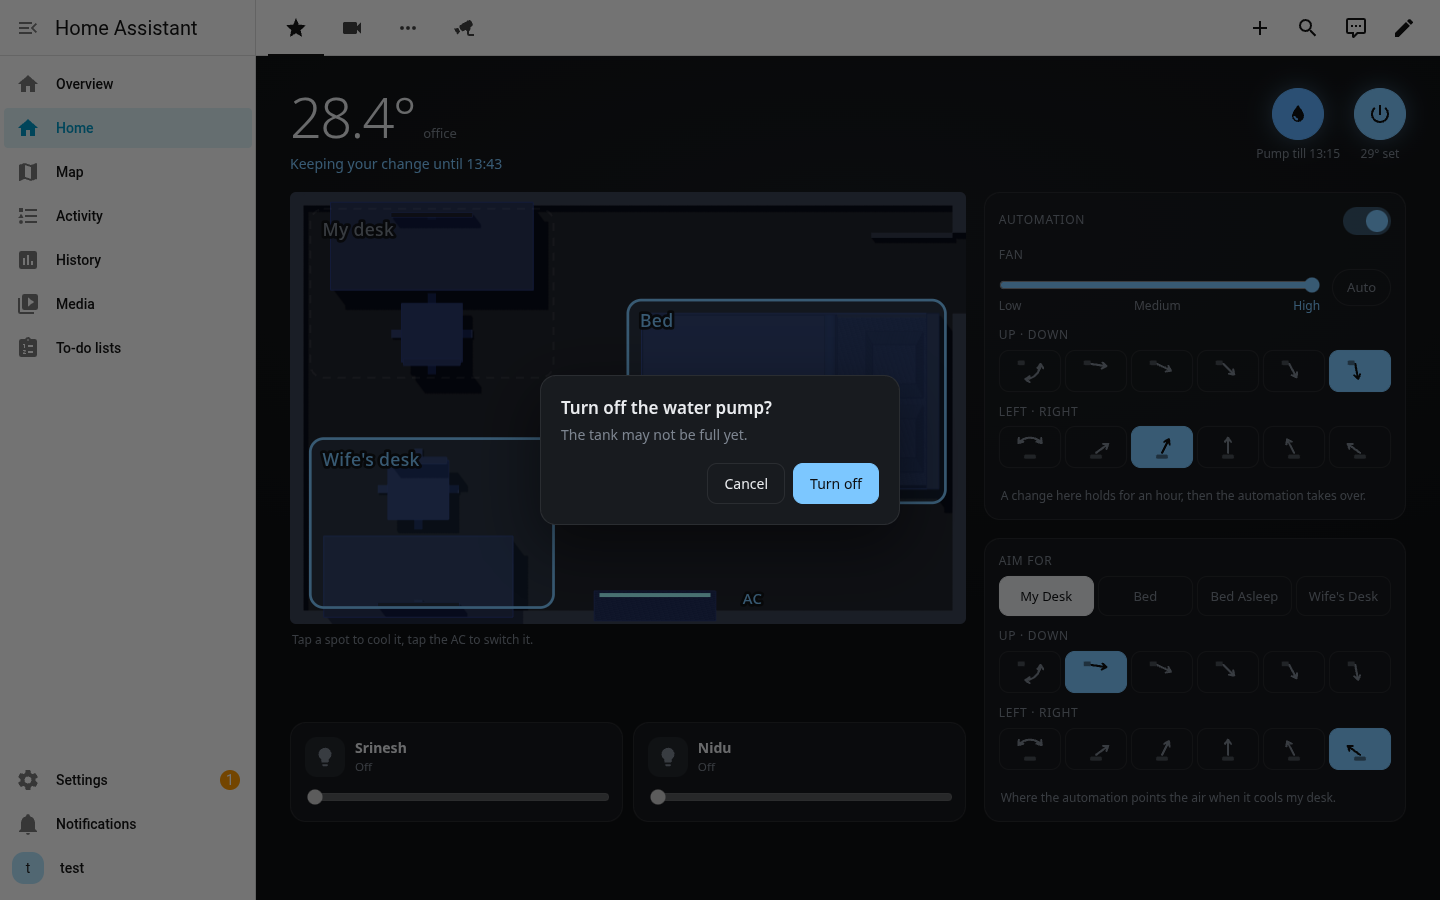 Home Assistant
Overview
Home
Map
Activity
History
Media
To-do lists
Settings
1
Notifications
t
test
28.4° office
Keeping your change until 13:43
Pump till 13:15
29° set
My desk
Bed
Wife's desk
AC
Tap a spot to cool it, tap the AC to switch it.
Turn off the water pump?
The tank may not be full yet.
Cancel
Turn off
Srinesh
Off
Nidu
Off
AUTOMATION
FAN
Auto
Low
Medium
High
UP · DOWN
LEFT · RIGHT
A change here holds for an hour, then the automation takes over.
AIM FOR
My Desk
Bed
Bed Asleep
Wife's Desk
UP · DOWN
LEFT · RIGHT
Where the automation points the air when it cools my desk.